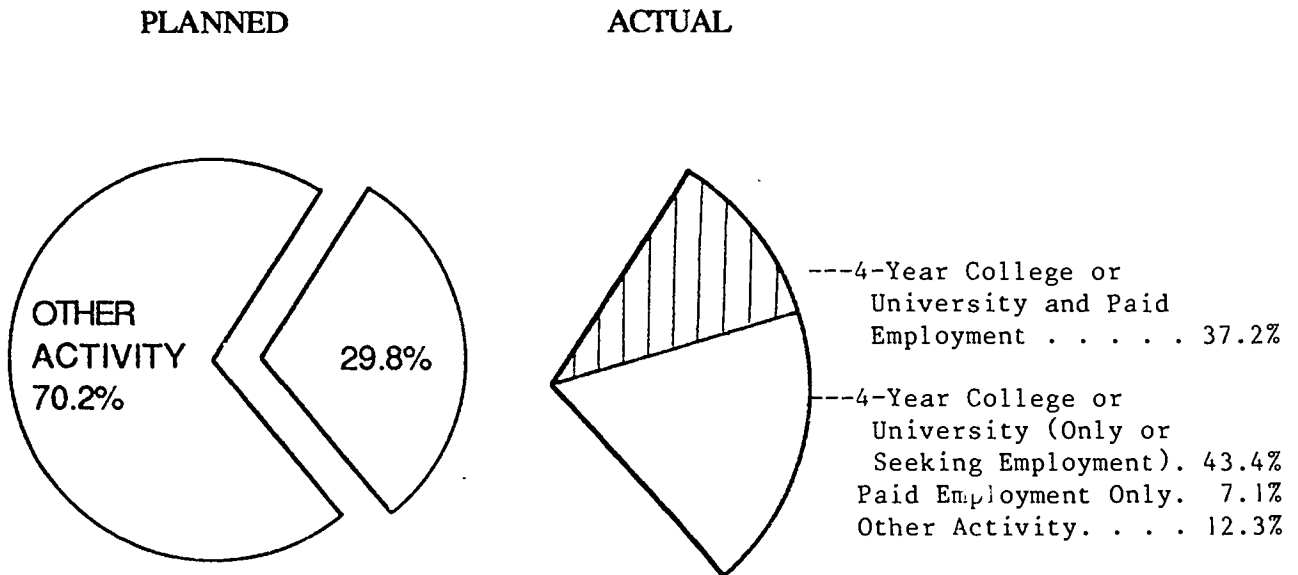 PLANNED
ACTUAL
OTHER
ACTIVITY
70.2%
29.8%
---4-Year College or
University and Paid
Employment . . . . . 37.2%
---4-Year College or
University (Only or
Seeking Employment). 43.4%
Paid Employment Only. 7.1%
Other Activity. . . . 12.3%